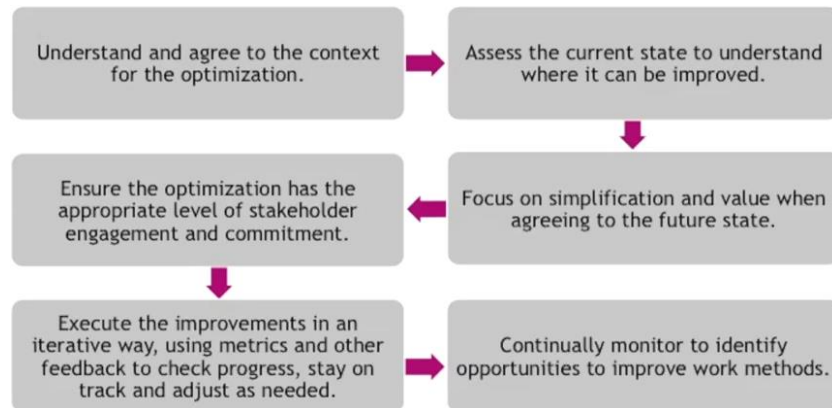 Understand and agree to the context
for the optimization.
Assess the current state to understand
where it can be improved.
Focus on simplification and value when
agreeing to the future state.
Ensure the optimization has the
appropriate level of stakeholder
engagement and commitment.
Execute the improvements in an
iterative way, using metrics and other
feedback to check progress, stay on
track and adjust as needed.
Continually monitor to identify
opportunities to improve work methods.